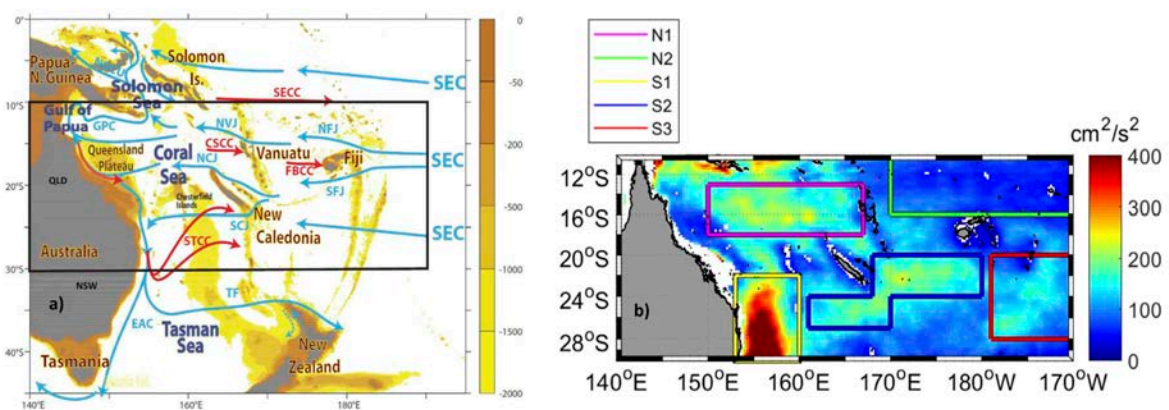 0°
10°S
20°S
30°S
40°S
140°
160°
180°
Papua
N. Guinea
Solomon
Is.
Solomon
Sea
SEC
SECC
Gulf of
Papua
GPC
NVJ
NFJ
SEC
Queensland
Plateau
Coral
Sea
CSCC
NCJ
Vanuatu
FBCC
Fiji
SFJ
QLD
Chesterfield
Islands
New
Caledonia
SCJ
STCC
SEC
Australia
NSW
a)
TF
EAC
Tasman
Sea
Tasmania
New
Zealand
0
-50
-200
-500
-1000
-1500
-2000
N1
N2
S1
S2
S3
cm²/s²
12°S
16°S
20°S
24°S
28°S
b)
140°E
150°E
160°E
170°E
180°W
170°W
400
300
200
100
0